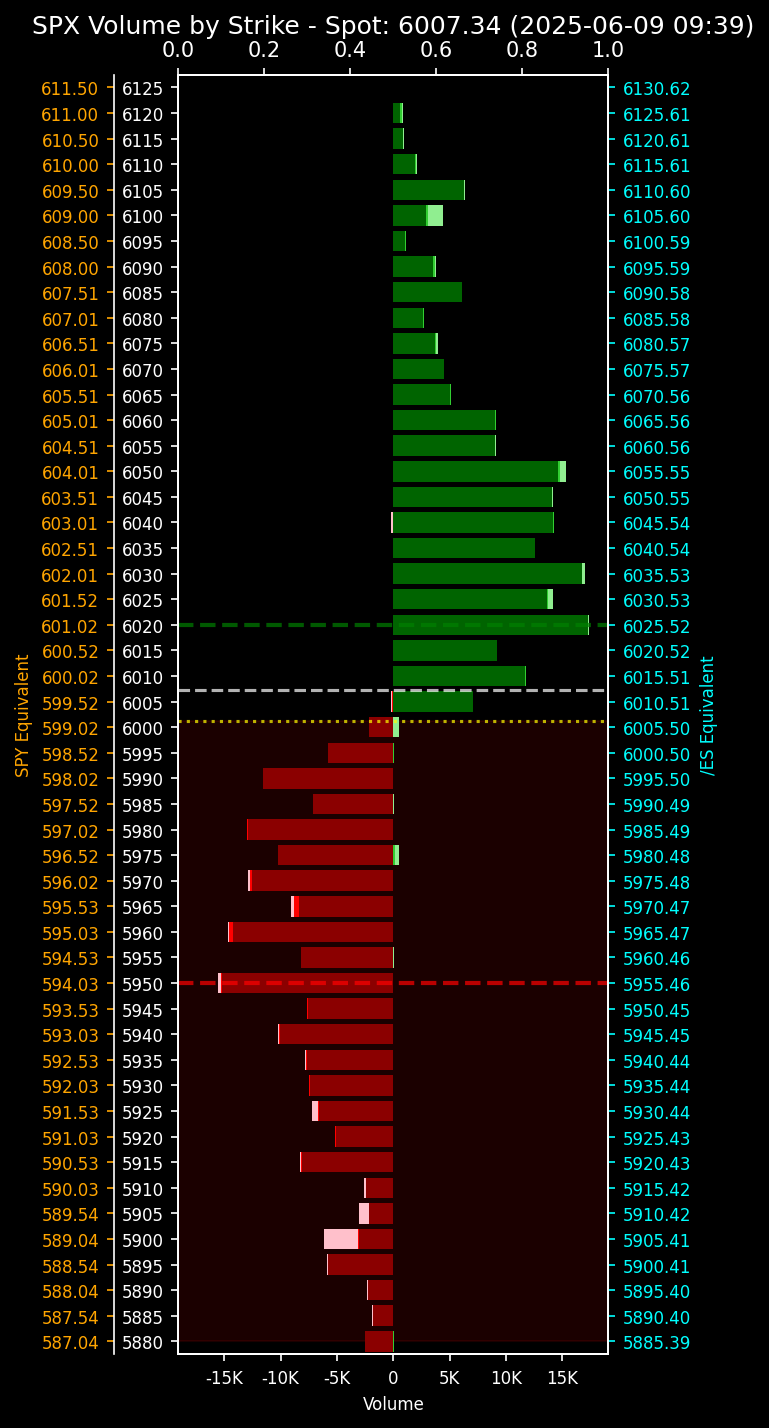 SPX Volume by Strike - Spot: 6007.34 (2025-06-09 09:39)
0.0 0.2 0.4 0.6 0.8 1.0
611.50 6125 6130.62
611.00 6120 6125.61
610.50 6115 6120.61
610.00 6110 6115.61
609.50 6105 6110.60
609.00 6100 6105.60
608.50 6095 6100.59
608.00 6090 6095.59
607.51 6085 6090.58
607.01 6080 6085.58
606.51 6075 6080.57
606.01 6070 6075.57
605.51 6065 6070.56
605.01 6060 6065.56
604.51 6055 6060.56
604.01 6050 6055.55
603.51 6045 6050.55
603.01 6040 6045.54
602.51 6035 6040.54
602.01 6030 6035.53
601.52 6025 6030.53
601.02 6020 6025.52
600.52 6015 6020.52
600.02 6010 6015.51
599.52 6005 6010.51
599.02 6000 6005.50
598.52 5995 6000.50
598.02 5990 5995.50
597.52 5985 5990.49
597.02 5980 5985.49
596.52 5975 5980.48
596.02 5970 5975.48
595.53 5965 5970.47
595.03 5960 5965.47
594.53 5955 5960.46
594.03 5950 5955.46
593.53 5945 5950.45
593.03 5940 5945.45
592.53 5935 5940.44
592.03 5930 5935.44
591.53 5925 5930.44
591.03 5920 5925.43
590.53 5915 5920.43
590.03 5910 5915.42
589.54 5905 5910.42
589.04 5900 5905.41
588.54 5895 5900.41
588.04 5890 5895.40
587.54 5885 5890.40
587.04 5880 5885.39
SPY Equivalent
/ES Equivalent
-15K -10K -5K 0 5K 10K 15K
Volume